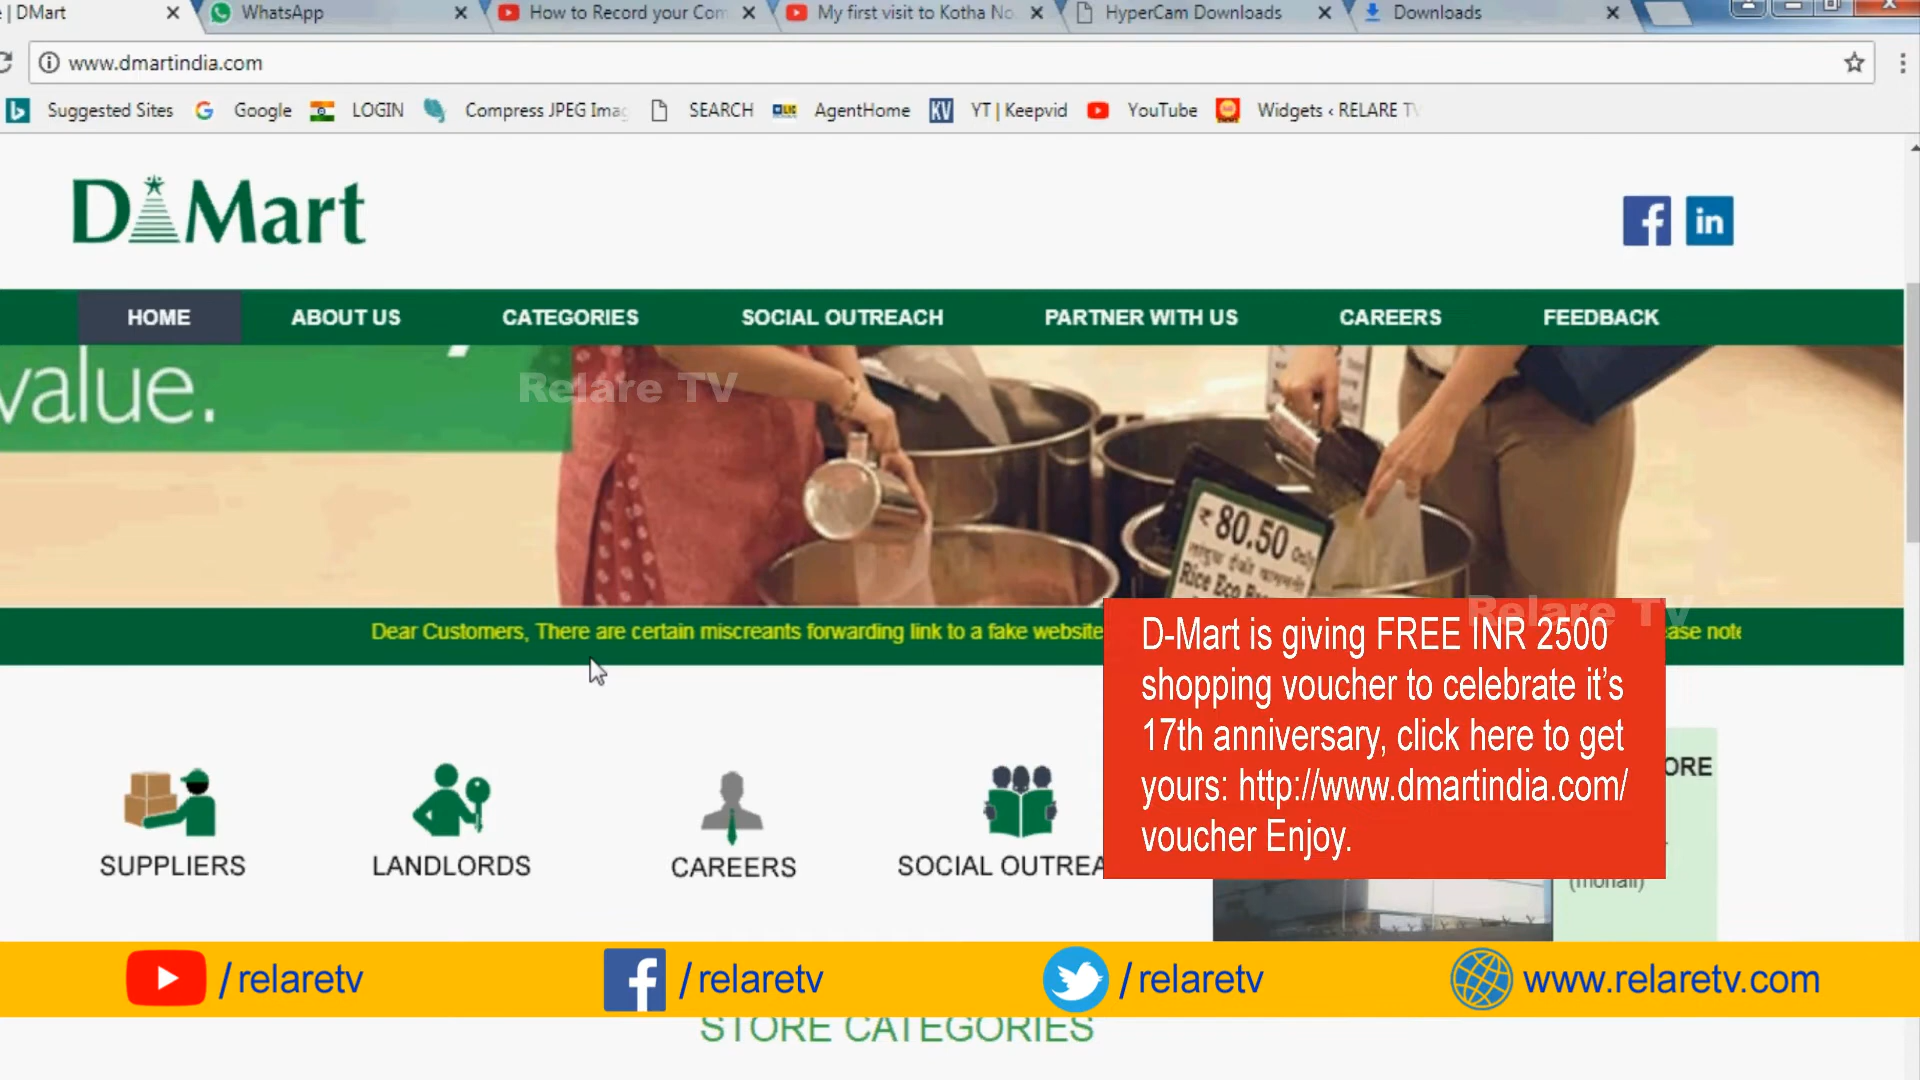 | DMart
WhatsApp
How to Record your Com
My first visit to Kotha No
HyperCam Downloads
Downloads
www.dmartindia.com
Suggested Sites
Google
LOGIN
Compress JPEG Imag
SEARCH
AgentHome
YT | Keepvid
YouTube
Widgets ‹ RELARE TV
D Mart
HOME
ABOUT US
CATEGORIES
SOCIAL OUTREACH
PARTNER WITH US
CAREERS
FEEDBACK
value.
Relare TV
₹ 80.50 Only
Dear Customers, There are certain miscreants forwarding link to a fake website
ease note
Relare TV
D-Mart is giving FREE INR 2500
shopping voucher to celebrate it's
17th anniversary, click here to get
yours: http://www.dmartindia.com/
voucher Enjoy.
ORE
(mohali)
SUPPLIERS
LANDLORDS
CAREERS
SOCIAL OUTREA
/relaretv
/relaretv
/relaretv
www.relaretv.com
STORE CATEGORIES